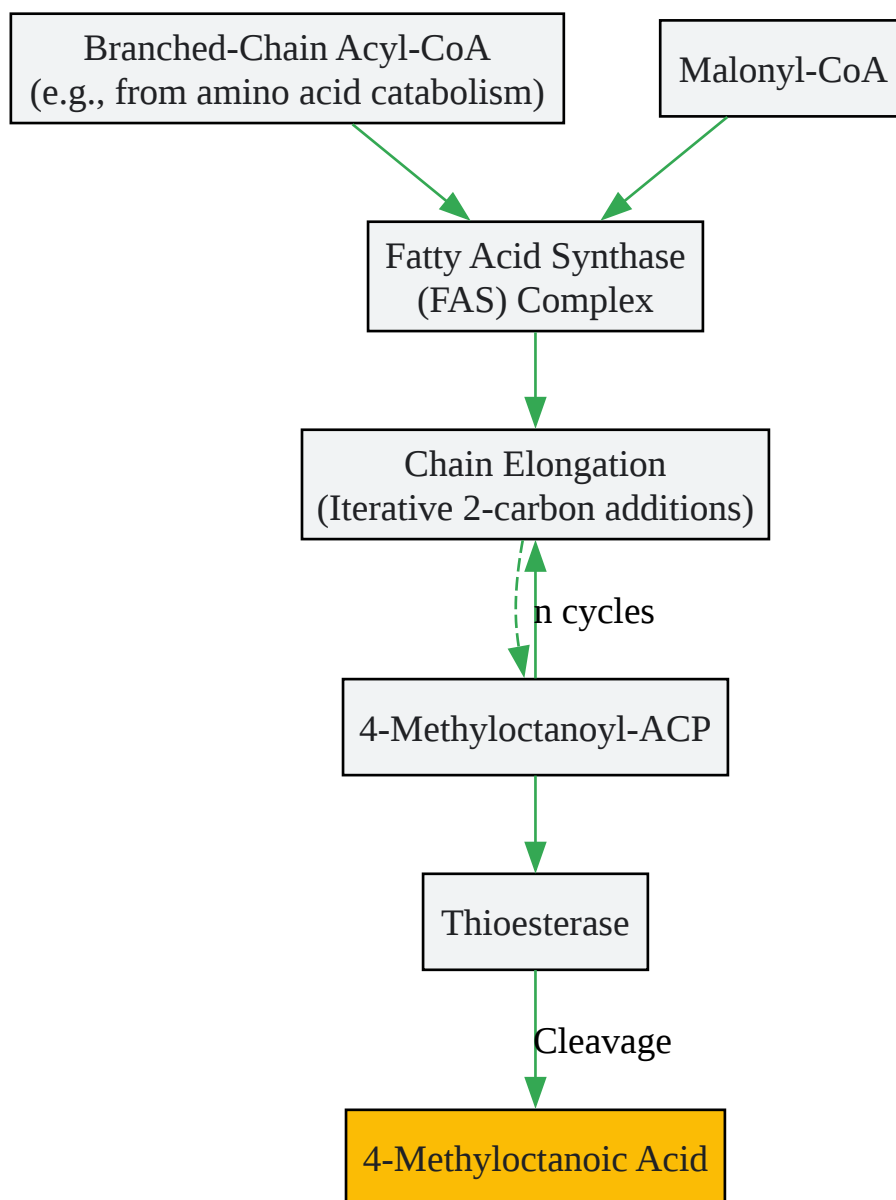 Branched-Chain Acyl-CoA
(e.g., from amino acid catabolism)
Malonyl-CoA
Fatty Acid Synthase
(FAS) Complex
Chain Elongation
(Iterative 2-carbon additions)
n cycles
4-Methyloctanoyl-ACP
Thioesterase
Cleavage
4-Methyloctanoic Acid